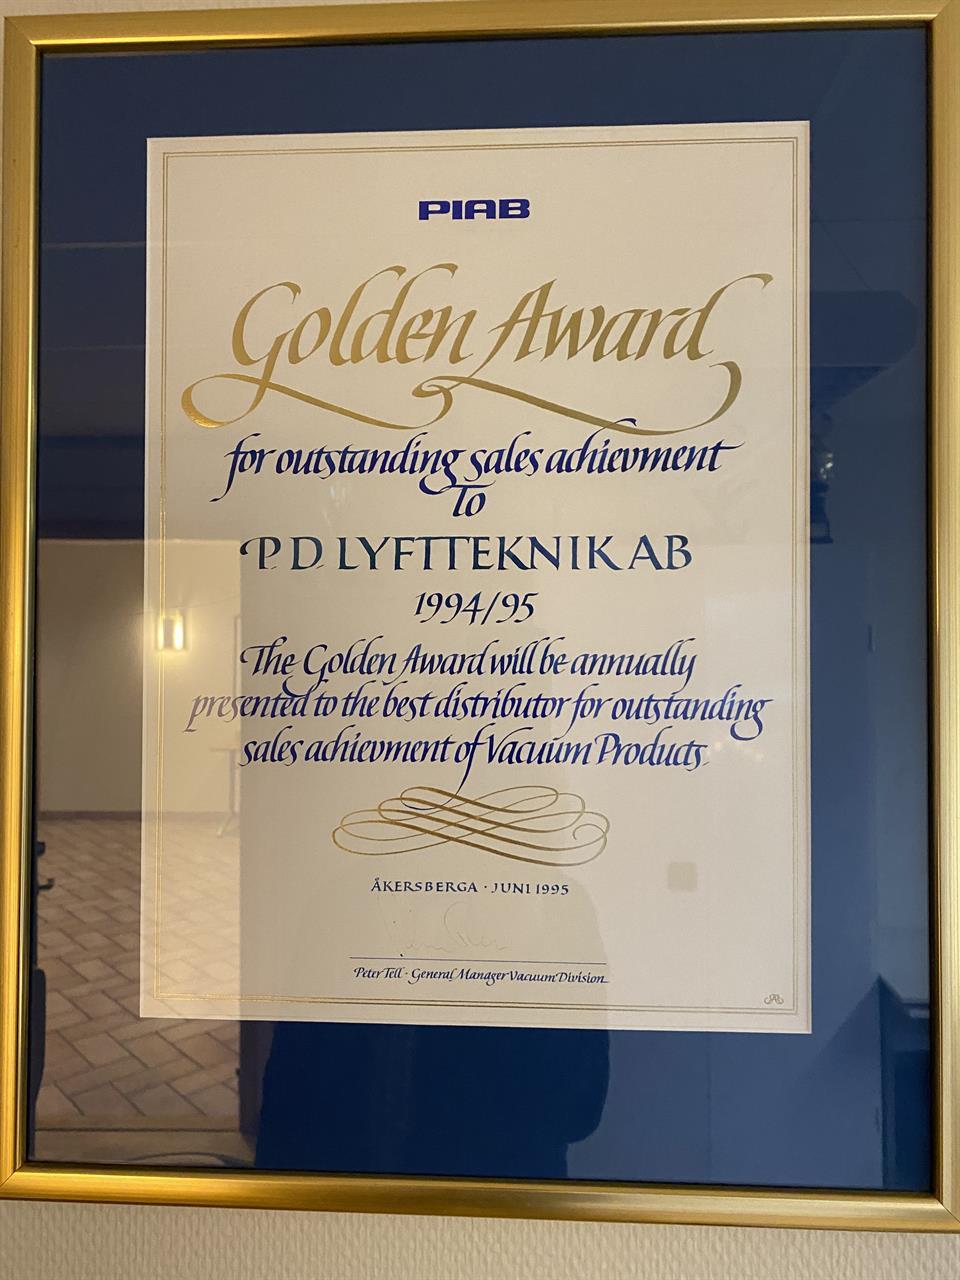 PIAB
Golden Award
for outstanding sales achievment
To
P.D. LYFTTEKNIK AB
1994/95
The Golden Award will be annually
presented to the best distributor for outstanding
sales achievment of Vacuum Products.
ÅKERSBERGA · JUNI 1995
Peter Tell · General Manager Vacuum Division